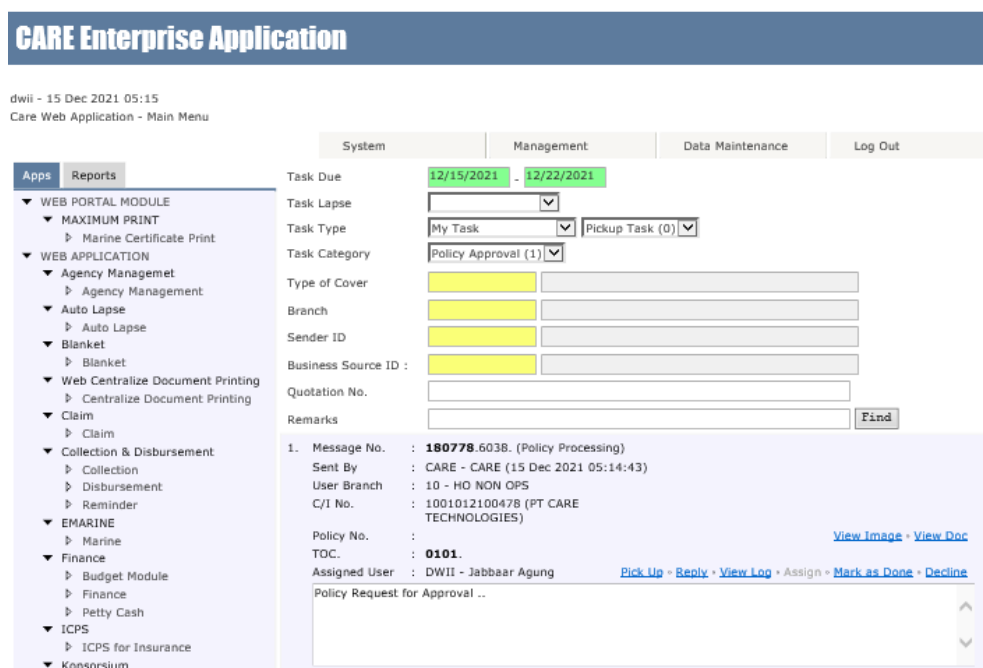 CARE Enterprise Application
dwii - 15 Dec 2021 05:15
Care Web Application - Main Menu
System Management Data Maintenance Log Out
Apps Reports
WEB PORTAL MODULE
MAXIMUM PRINT
Marine Certificate Print
WEB APPLICATION
Agency Managemet
Agency Management
Auto Lapse
Auto Lapse
Blanket
Blanket
Web Centralize Document Printing
Centralize Document Printing
Claim
Claim
Collection & Disbursement
Collection
Disbursement
Reminder
EMARINE
Marine
Finance
Budget Module
Finance
Petty Cash
ICPS
ICPS for Insurance
Konsorsium
Task Due 12/15/2021 - 12/22/2021
Task Lapse
Task Type My Task Pickup Task (0)
Task Category Policy Approval (1)
Type of Cover
Branch
Sender ID
Business Source ID :
Quotation No.
Remarks Find
1. Message No. : 180778.6038. (Policy Processing)
Sent By : CARE - CARE (15 Dec 2021 05:14:43)
User Branch : 10 - HO NON OPS
C/I No. : 1001012100478 (PT CARE
TECHNOLOGIES)
Policy No. : View Image • View Doc
TOC. : 0101.
Assigned User : DWII - Jabbaar Agung Pick Up • Reply • View Log • Assign • Mark as Done • Decline
Policy Request for Approval ..